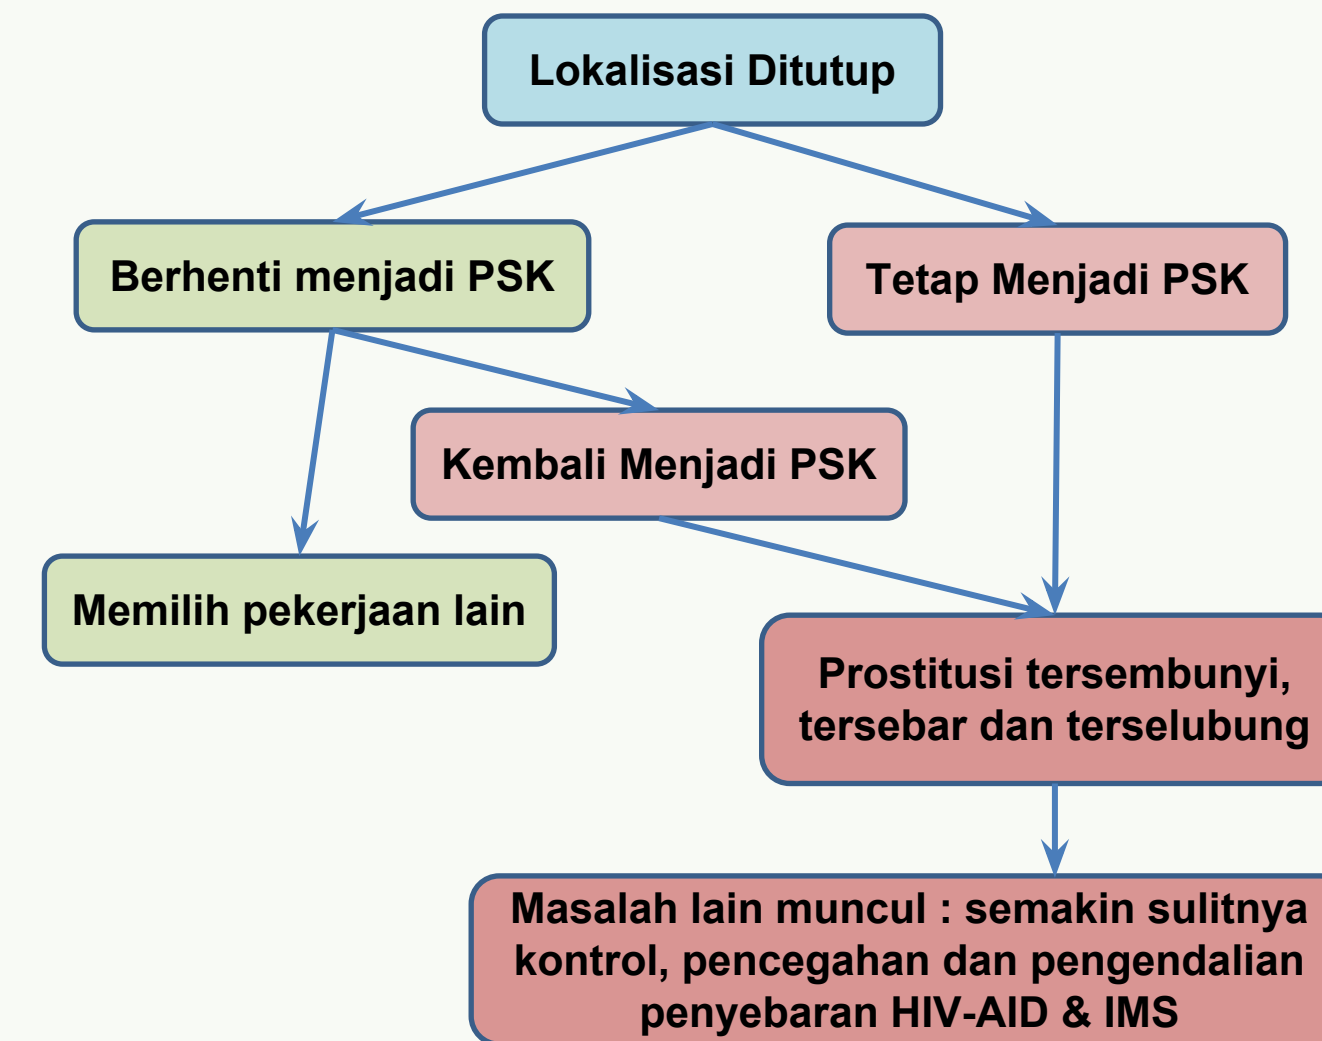 Lokalisasi Ditutup
Berhenti menjadi PSK
Tetap Menjadi PSK
Kembali Menjadi PSK
Memilih pekerjaan lain
Prostitusi tersembunyi,
tersebar dan terselubung
Masalah lain muncul : semakin sulitnya
kontrol, pencegahan dan pengendalian
penyebaran HIV-AID & IMS